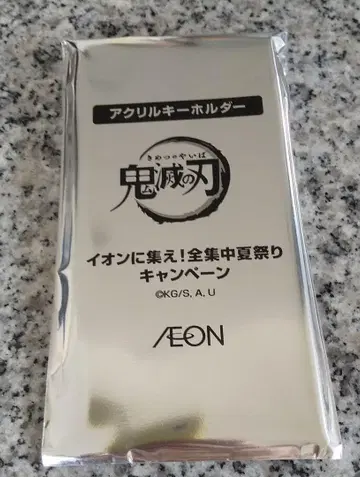 アクリルキーホルダー
きめつのやいば
鬼滅の刃
イオンに集え!全集中夏祭り
キャンペーン
©KG/S, A, U
ÆON